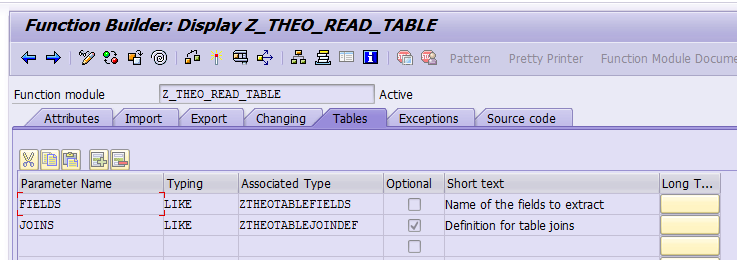 Function Builder: Display Z_THEO_READ_TABLE
Pattern Pretty Printer Function Module Docume
Function module Z_THEO_READ_TABLE Active
Attributes Import Export Changing Tables Exceptions Source code
Parameter Name Typing Associated Type Optional Short text Long T...
FIELDS LIKE ZTHEOTABLEFIELDS Name of the fields to extract
JOINS LIKE ZTHEOTABLEJOINDEF Definition for table joins